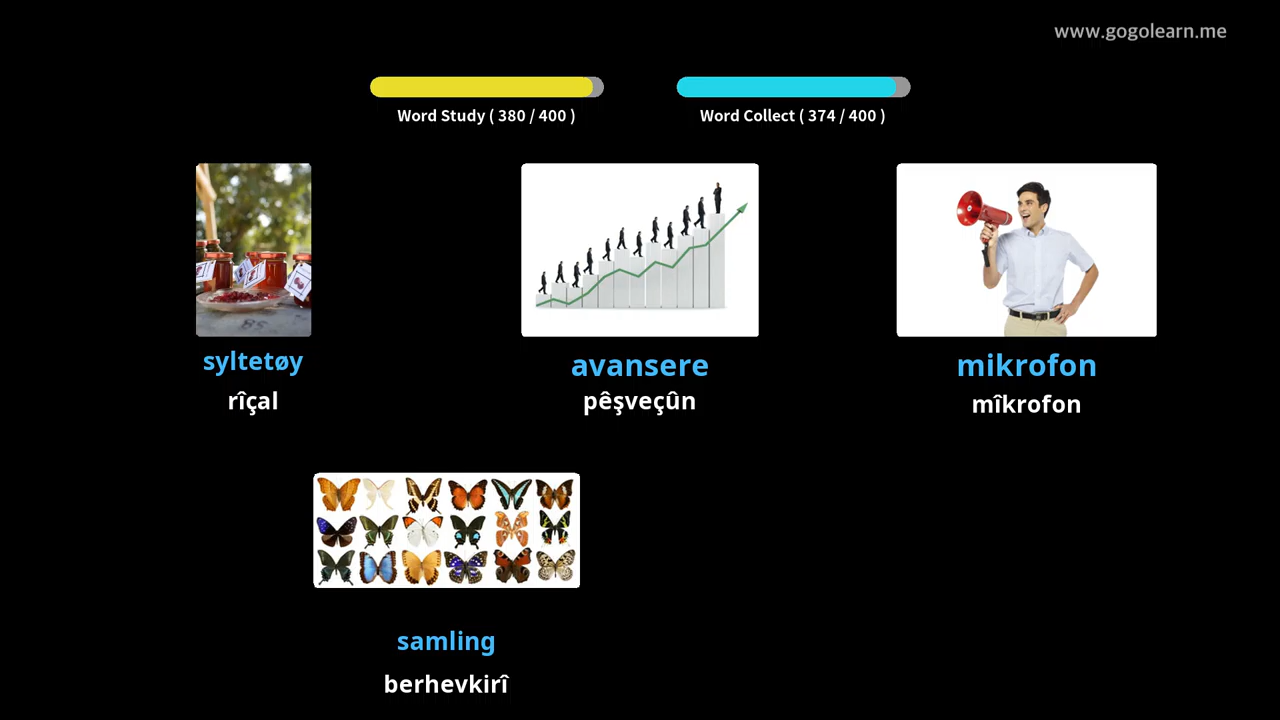 www.gogolearn.me
Word Study ( 380 / 400 )
Word Collect ( 374 / 400 )
syltetøy
avansere
mikrofon
rîçal
pêşveçûn
mîkrofon
samling
berhevkirî